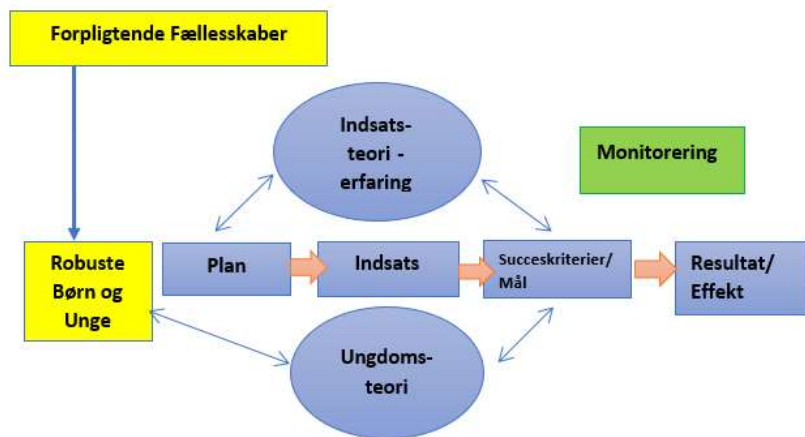 Forpligtende Fællesskaber
Indsats-
teori -
erfaring
Monitorering
Robuste
Børn og
Unge
Plan
Indsats
Succeskriterier/
Mål
Resultat/
Effekt
Ungdoms-
teori